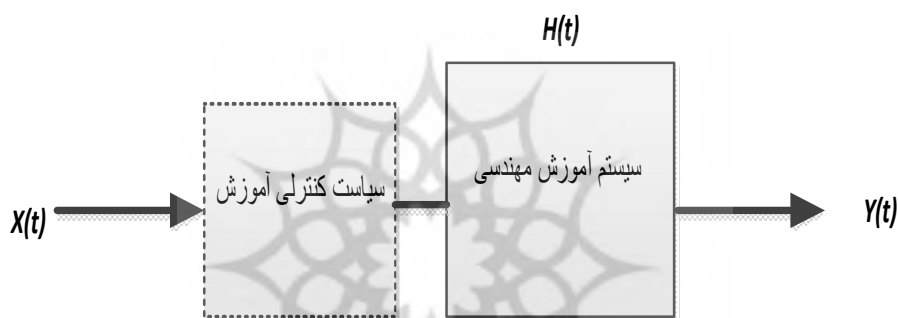 H(t)
سیستم آموزش مهندسی
سیاست کنترلی آموزش
X(t)
Y(t)